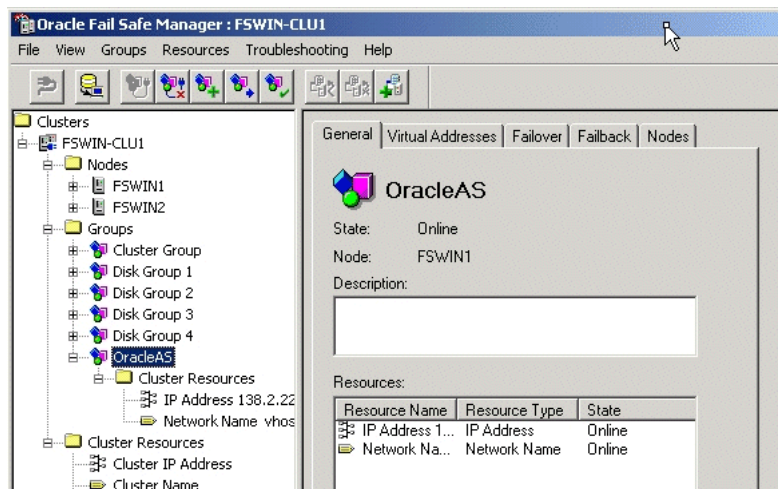 Oracle Fail Safe Manager : FSWIN-CLU1
File View Groups Resources Troubleshooting Help
Clusters
FSWIN-CLU1
Nodes
FSWIN1
FSWIN2
Groups
Cluster Group
Disk Group 1
Disk Group 2
Disk Group 3
Disk Group 4
OracleAS
Cluster Resources
IP Address 138.2.22
Network Name vhos
Cluster Resources
Cluster IP Address
Cluster Name
General Virtual Addresses Failover Failback Nodes
OracleAS
State: Online
Node: FSWIN1
Description:
Resources:
Resource Name Resource Type State
IP Address 1... IP Address Online
Network Na... Network Name Online